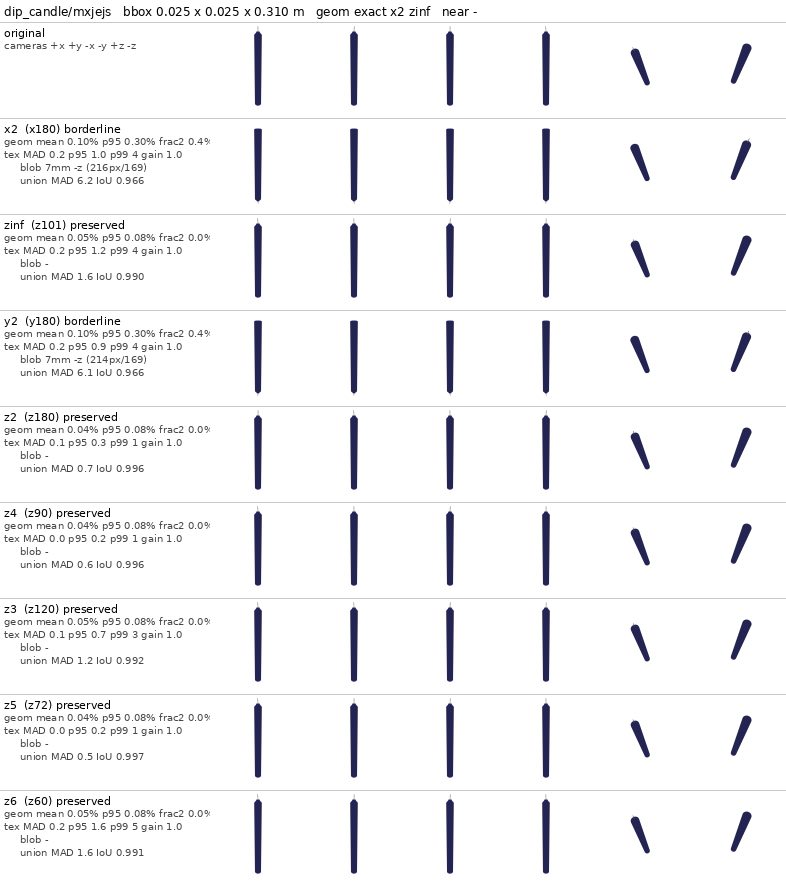 dip_candle/mxjejs   bbox 0.025 x 0.025 x 0.310 m   geom exact x2 zinf   near -
original
cameras +x +y -x -y +z -z
x2  (x180) borderline
geom mean 0.10% p95 0.30% frac2 0.4%
tex MAD 0.2 p95 1.0 p99 4 gain 1.0
blob 7mm -z (216px/169)
union MAD 6.2 IoU 0.966
zinf  (z101) preserved
geom mean 0.05% p95 0.08% frac2 0.0%
tex MAD 0.2 p95 1.2 p99 4 gain 1.0
blob -
union MAD 1.6 IoU 0.990
y2  (y180) borderline
geom mean 0.10% p95 0.30% frac2 0.4%
tex MAD 0.2 p95 0.9 p99 4 gain 1.0
blob 7mm -z (214px/169)
union MAD 6.1 IoU 0.966
z2  (z180) preserved
geom mean 0.04% p95 0.08% frac2 0.0%
tex MAD 0.1 p95 0.3 p99 1 gain 1.0
blob -
union MAD 0.7 IoU 0.996
z4  (z90) preserved
geom mean 0.04% p95 0.08% frac2 0.0%
tex MAD 0.0 p95 0.2 p99 1 gain 1.0
blob -
union MAD 0.6 IoU 0.996
z3  (z120) preserved
geom mean 0.05% p95 0.08% frac2 0.0%
tex MAD 0.1 p95 0.7 p99 3 gain 1.0
blob -
union MAD 1.2 IoU 0.992
z5  (z72) preserved
geom mean 0.04% p95 0.08% frac2 0.0%
tex MAD 0.0 p95 0.2 p99 1 gain 1.0
blob -
union MAD 0.5 IoU 0.997
z6  (z60) preserved
geom mean 0.05% p95 0.08% frac2 0.0%
tex MAD 0.2 p95 1.6 p99 5 gain 1.0
blob -
union MAD 1.6 IoU 0.991